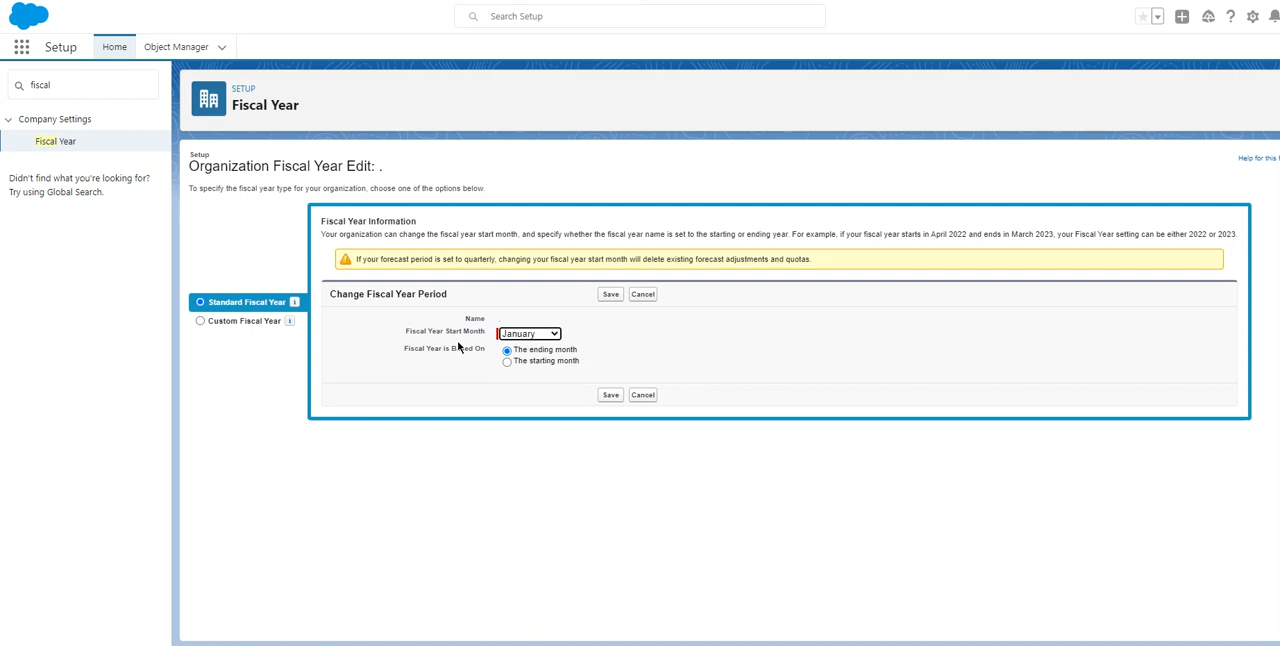 Search Setup
Setup
Home
Object Manager
fiscal
Company Settings
Fiscal Year
Didn't find what you're looking for?
Try using Global Search.
SETUP
Fiscal Year
Setup
Organization Fiscal Year Edit: .
Help for this
To specify the fiscal year type for your organization, choose one of the options below.
Standard Fiscal Year
Custom Fiscal Year
Fiscal Year Information
Your organization can change the fiscal year start month, and specify whether the fiscal year name is set to the starting or ending year. For example, if your fiscal year starts in April 2022 and ends in March 2023, your Fiscal Year setting can be either 2022 or 2023.
If your forecast period is set to quarterly, changing your fiscal year start month will delete existing forecast adjustments and quotas.
Change Fiscal Year Period
Save Cancel
Name .
Fiscal Year Start Month January
Fiscal Year is Based On The ending month
The starting month
Save Cancel